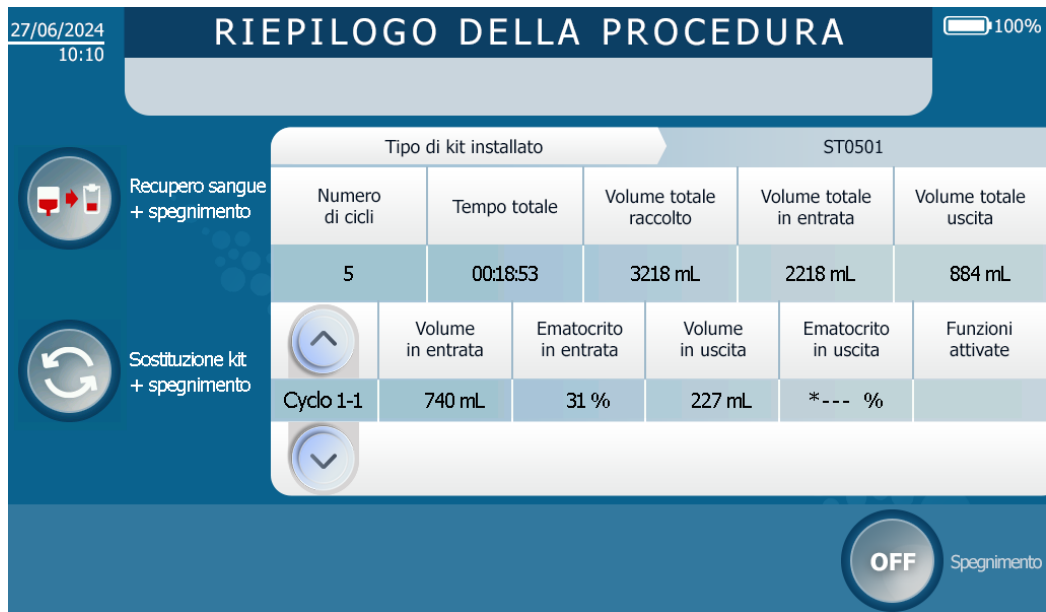 27/06/2024
10:10
RIEPILOGO DELLA PROCEDURA
100%
Tipo di kit installato
ST0501
Recupero sangue
+ spegnimento
Numero
di cicli
Tempo totale
Volume totale
raccolto
Volume totale
in entrata
Volume totale
uscita
5
00:18:53
3218 mL
2218 mL
884 mL
Sostituzione kit
+ spegnimento
Volume
in entrata
Ematocrito
in entrata
Volume
in uscita
Ematocrito
in uscita
Funzioni
attivate
Cyclo 1-1
740 mL
31 %
227 mL
*--- %
OFF
Spegnimento